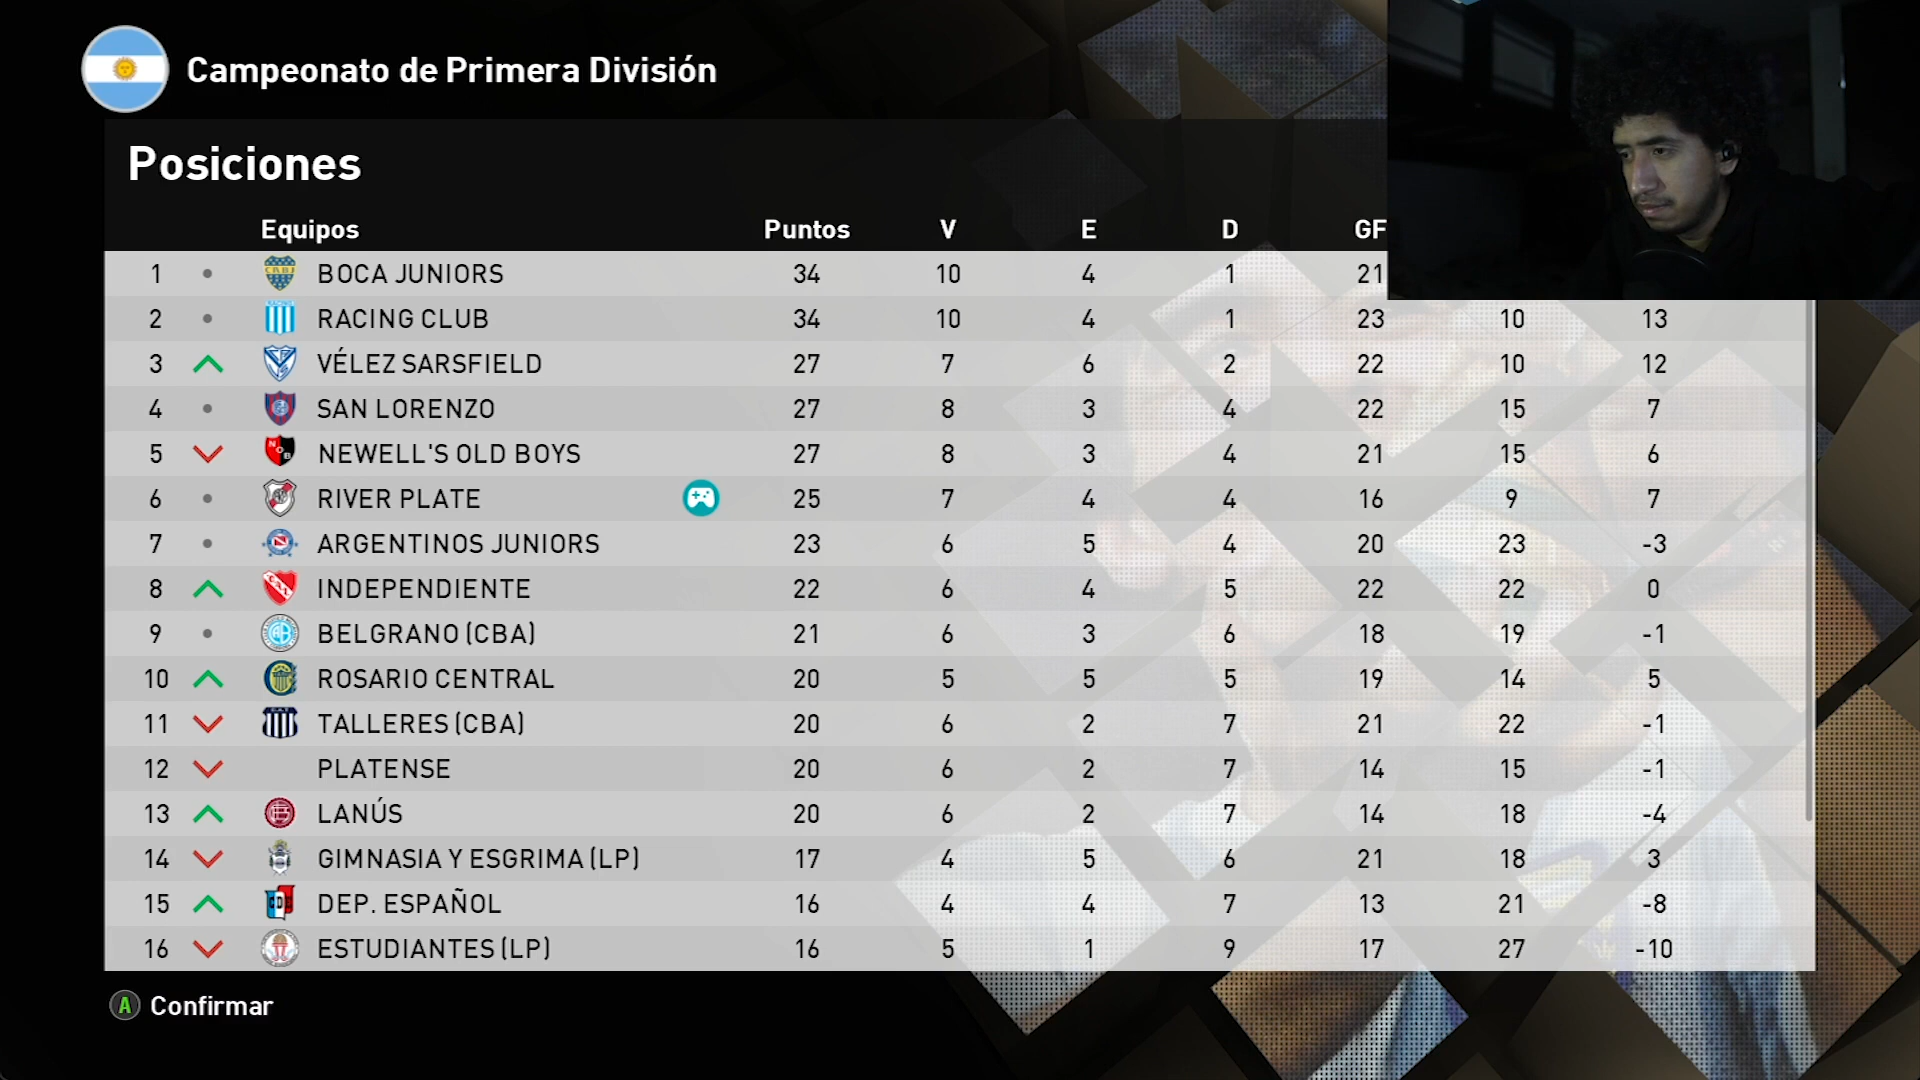 Campeonato de Primera División
Posiciones
Equipos Puntos V E D GF
1 BOCA JUNIORS 34 10 4 1 21
2 RACING CLUB 34 10 4 1 23 10 13
3 VÉLEZ SARSFIELD 27 7 6 2 22 10 12
4 SAN LORENZO 27 8 3 4 22 15 7
5 NEWELL'S OLD BOYS 27 8 3 4 21 15 6
6 RIVER PLATE 25 7 4 4 16 9 7
7 ARGENTINOS JUNIORS 23 6 5 4 20 23 -3
8 INDEPENDIENTE 22 6 4 5 22 22 0
9 BELGRANO (CBA) 21 6 3 6 18 19 -1
10 ROSARIO CENTRAL 20 5 5 5 19 14 5
11 TALLERES (CBA) 20 6 2 7 21 22 -1
12 PLATENSE 20 6 2 7 14 15 -1
13 LANÚS 20 6 2 7 14 18 -4
14 GIMNASIA Y ESGRIMA (LP) 17 4 5 6 21 18 3
15 DEP. ESPAÑOL 16 4 4 7 13 21 -8
16 ESTUDIANTES (LP) 16 5 1 9 17 27 -10
A Confirmar